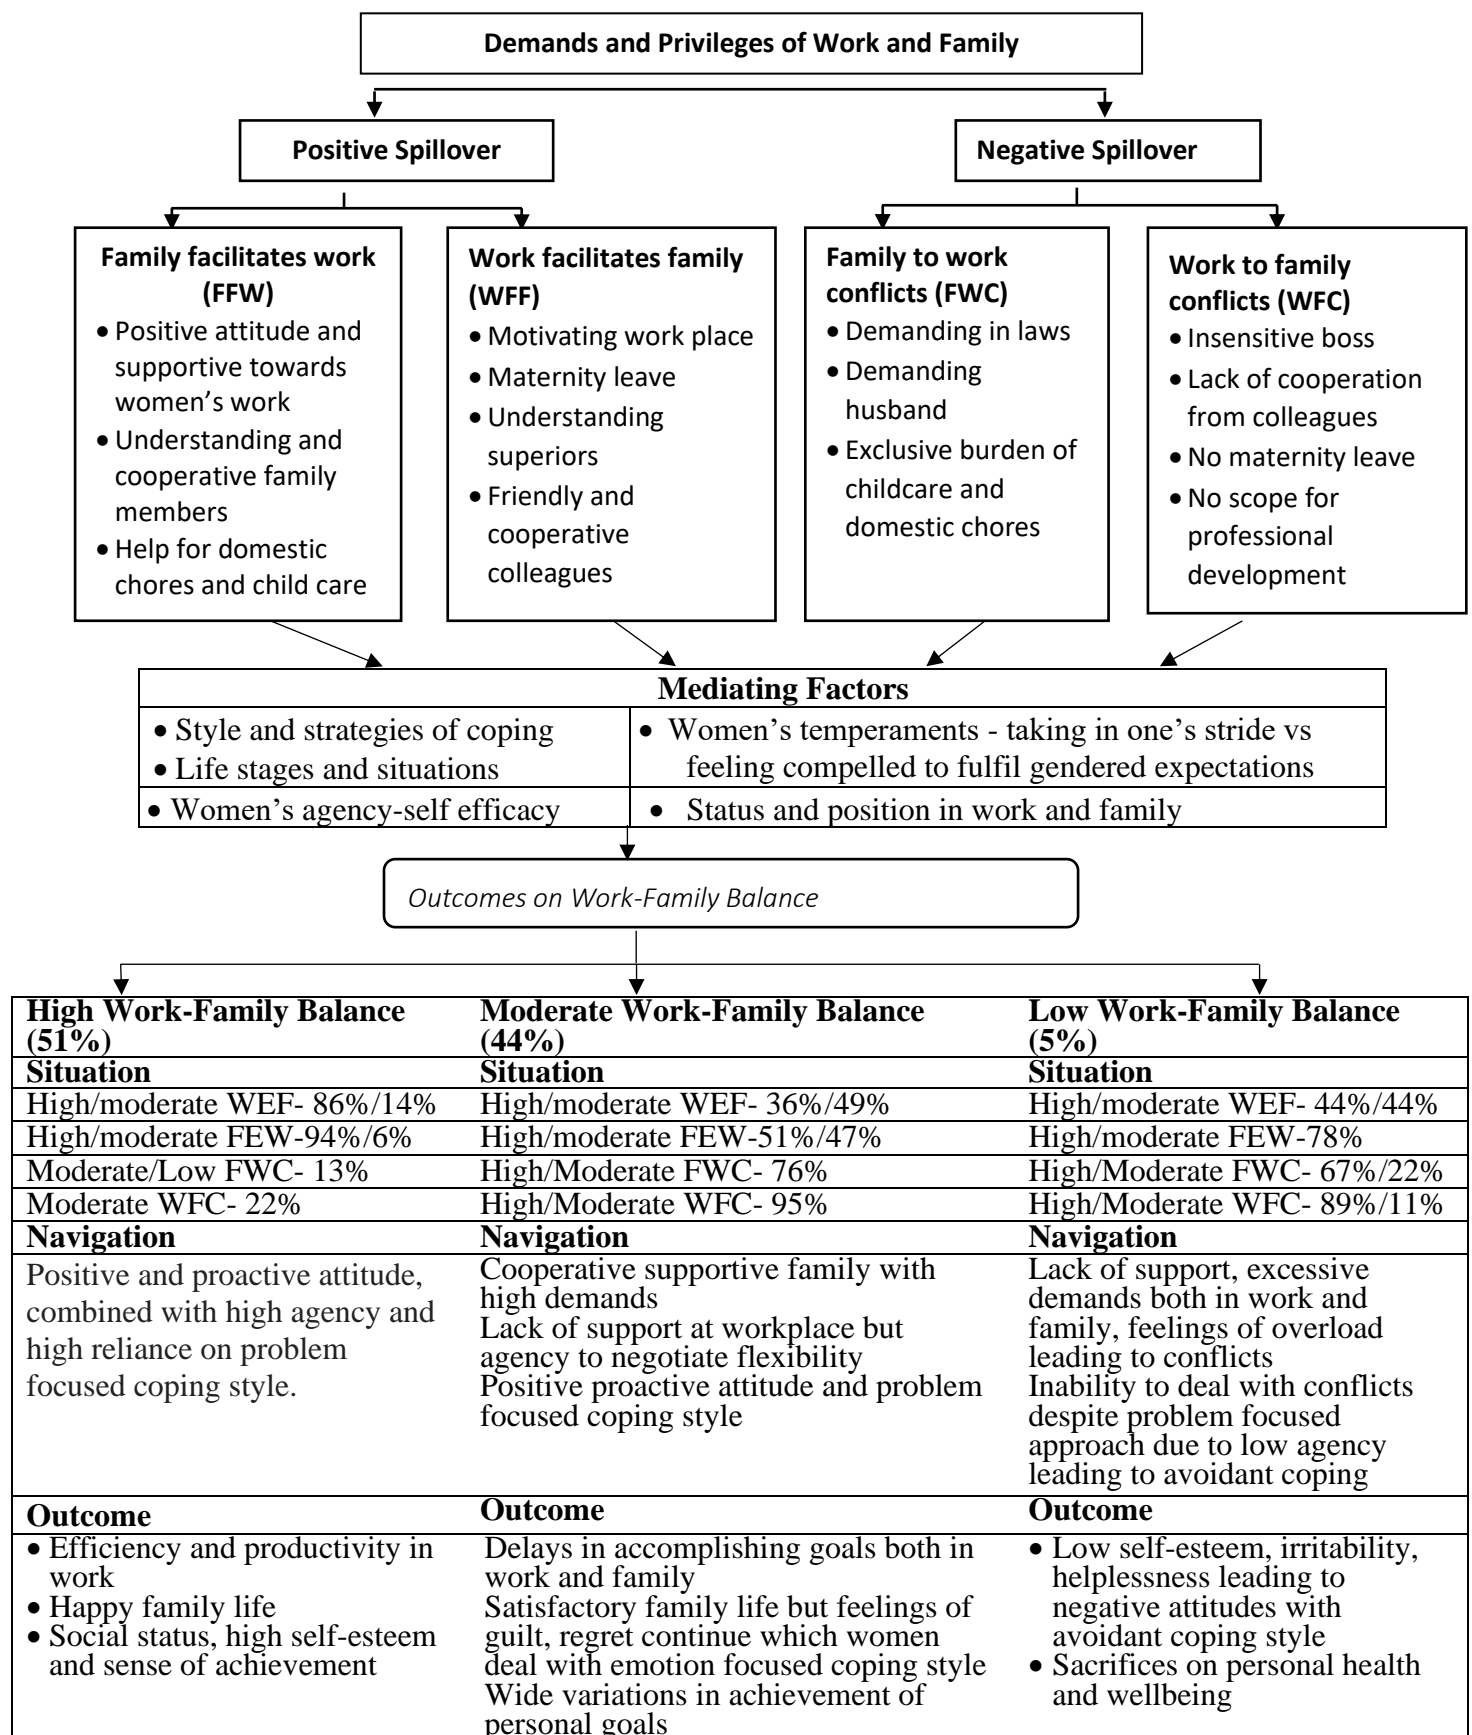 Demands and Privileges of Work and Family
Positive Spillover
Negative Spillover
Family facilitates work
(FFW)
• Positive attitude and
supportive towards
women's work
• Understanding and
cooperative family
members
• Help for domestic
chores and child care
Work facilitates family
(WFF)
• Motivating work place
• Maternity leave
• Understanding
superiors
• Friendly and
cooperative
colleagues
Family to work
conflicts (FWC)
• Demanding in laws
• Demanding
husband
• Exclusive burden of
childcare and
domestic chores
Work to family
conflicts (WFC)
• Insensitive boss
• Lack of cooperation
from colleagues
• No maternity leave
• No scope for
professional
development
Mediating Factors
• Style and strategies of coping
• Life stages and situations
• Women's temperaments - taking in one's stride vs
feeling compelled to fulfil gendered expectations
• Women's agency-self efficacy
• Status and position in work and family
Outcomes on Work-Family Balance
High Work-Family Balance
(51%)
Moderate Work-Family Balance
(44%)
Low Work-Family Balance
(5%)
Situation
Situation
Situation
High/moderate WEF- 86%/14%
High/moderate WEF- 36%/49%
High/moderate WEF- 44%/44%
High/moderate FEW-94%/6%
High/moderate FEW-51%/47%
High/moderate FEW-78%
Moderate/Low FWC- 13%
High/Moderate FWC- 76%
High/Moderate FWC- 67%/22%
Moderate WFC- 22%
High/Moderate WFC- 95%
High/Moderate WFC- 89%/11%
Navigation
Navigation
Navigation
Positive and proactive attitude,
combined with high agency and
high reliance on problem
focused coping style.
Cooperative supportive family with
high demands
Lack of support at workplace but
agency to negotiate flexibility
Positive proactive attitude and problem
focused coping style
Lack of support, excessive
demands both in work and
family, feelings of overload
leading to conflicts
Inability to deal with conflicts
despite problem focused
approach due to low agency
leading to avoidant coping
Outcome
Outcome
Outcome
• Efficiency and productivity in
work
• Happy family life
• Social status, high self-esteem
and sense of achievement
Delays in accomplishing goals both in
work and family
Satisfactory family life but feelings of
guilt, regret continue which women
deal with emotion focused coping style
Wide variations in achievement of
personal goals
• Low self-esteem, irritability,
helplessness leading to
negative attitudes with
avoidant coping style
• Sacrifices on personal health
and wellbeing